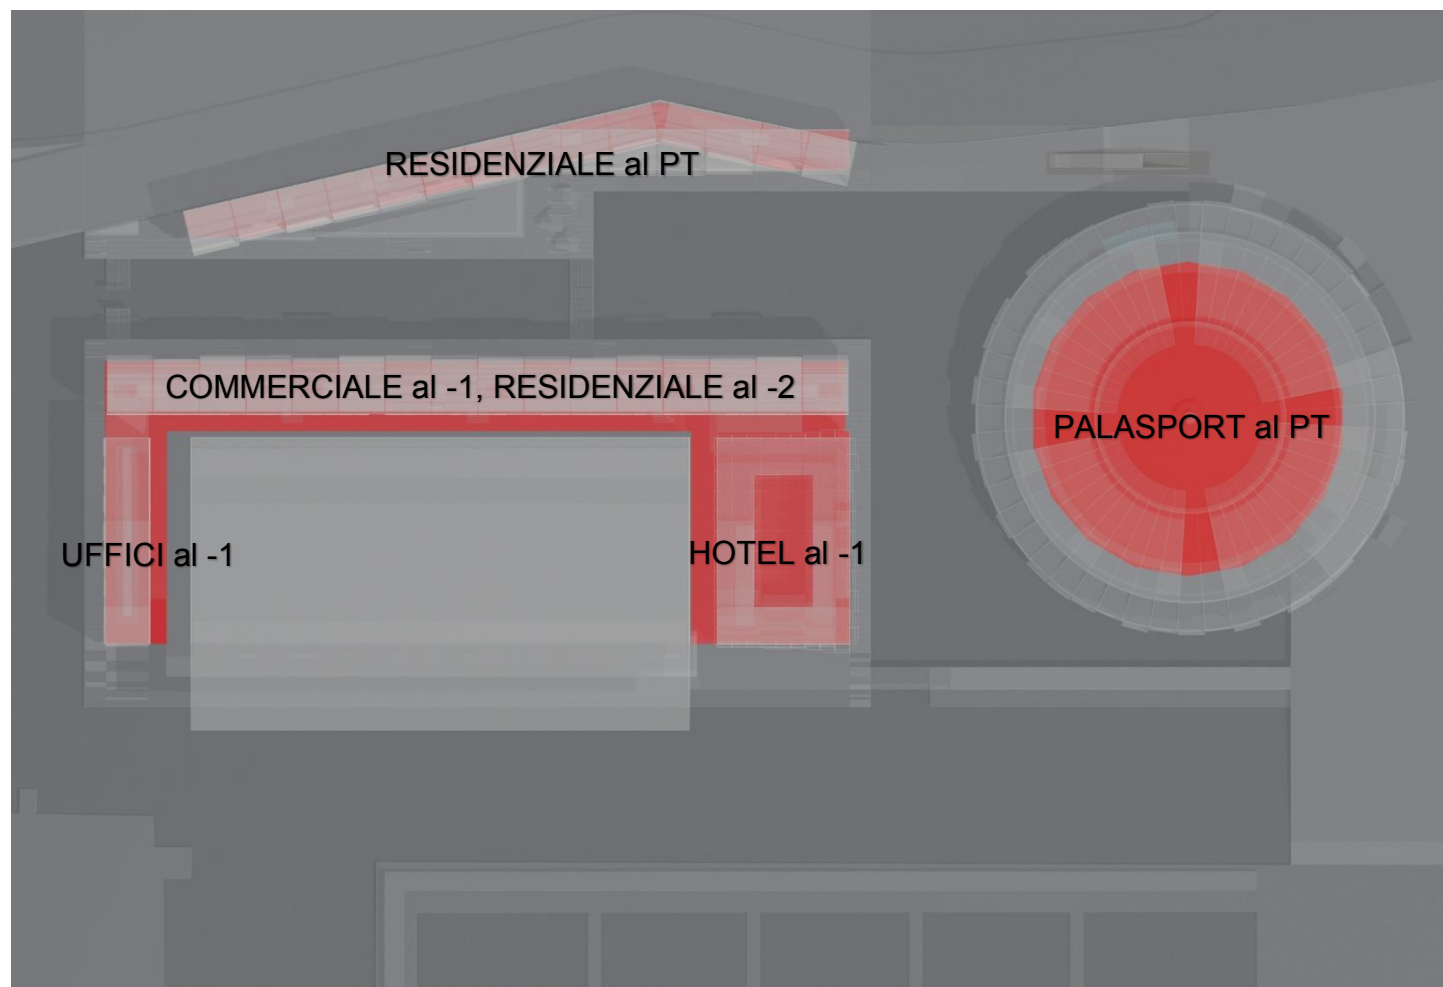 RESIDENZIALE al PT
COMMERCIALE al -1, RESIDENZIALE al -2
PALASPORT al PT
UFFICI al -1
HOTEL al -1